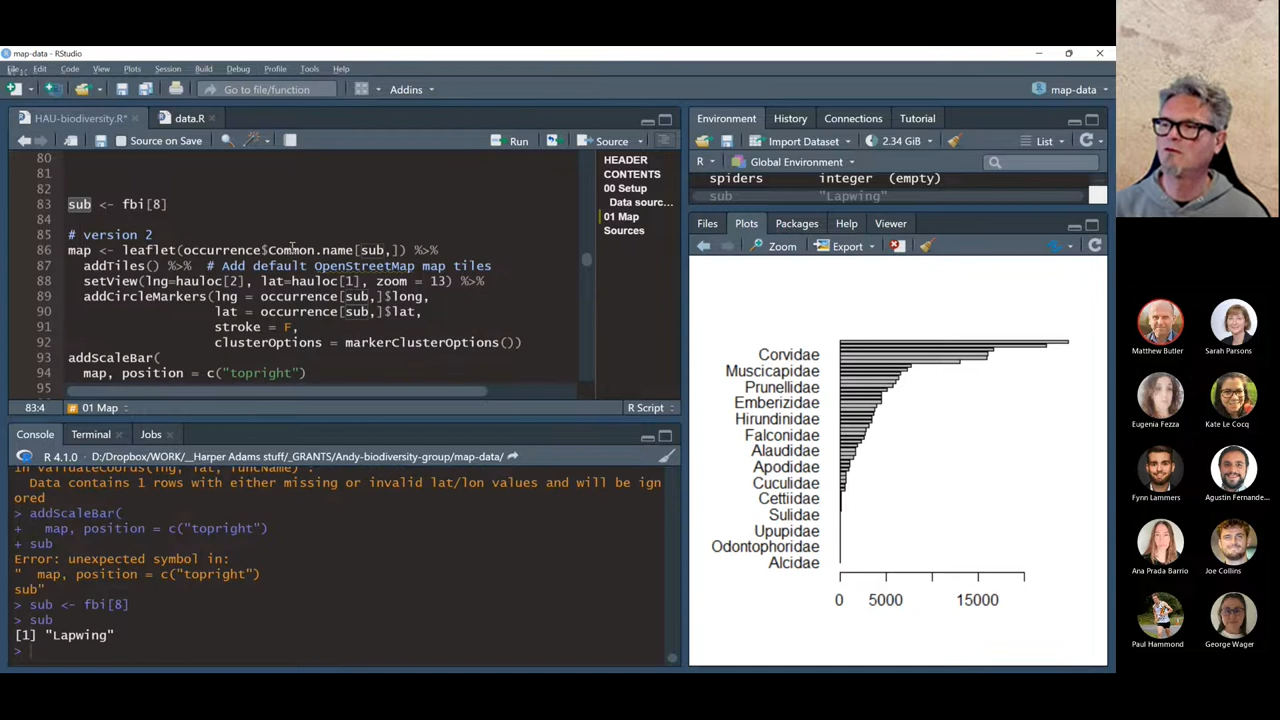 map-data - RStudio
File Edit Code View Plots Session Build Debug Profile Tools Help
Go to file/function
Addins
map-data
HAU-biodiversity.R*
data.R
Source on Save
Run
Source
80
81
82
83 sub <- fbi[8]
84
85 # version 2
86 map <- leaflet(occurrence$Common.name[sub,]) %>%
87 addTiles() %>% # Add default OpenStreetMap map tiles
88 setView(lng=hauloc[2], lat=hauloc[1], zoom = 13) %>%
89 addCircleMarkers(lng = occurrence[sub,]$long,
90 lat = occurrence[sub,]$lat,
91 stroke = F,
92 clusterOptions = markerClusterOptions())
93 addScaleBar(
94 map, position = c("topright")
95
HEADER
CONTENTS
00 Setup
Data sourc...
01 Map
Sources
83:4
01 Map
R Script
Console
Terminal
Jobs
R 4.1.0
D:/Dropbox/WORK/__Harper Adams stuff/_GRANTS/Andy-biodiversity-group/map-data/
In validateCoords(lng, lat, funcName) :
Data contains 1 rows with either missing or invalid lat/lon values and will be ign
ored
> addScaleBar(
+ map, position = c("topright")
+ sub
Error: unexpected symbol in:
" map, position = c("topright")
sub"
> sub <- fbi[8]
> sub
[1] "Lapwing"
>
Environment
History
Connections
Tutorial
Import Dataset
2.34 GiB
List
R
Global Environment
spiders integer (empty)
sub "Lapwing"
Files
Plots
Packages
Help
Viewer
Zoom
Export
Corvidae
Muscicapidae
Prunellidae
Emberizidae
Hirundinidae
Falconidae
Alaudidae
Apodidae
Cuculidae
Cettiidae
Sulidae
Upupidae
Odontophoridae
Alcidae
0 5000 15000
Matthew Butler
Sarah Parsons
Eugenia Fezza
Kate Le Cocq
Fynn Lammers
Agustin Fernande...
Ana Prada Barrio
Joe Collins
Paul Hammond
George Wager